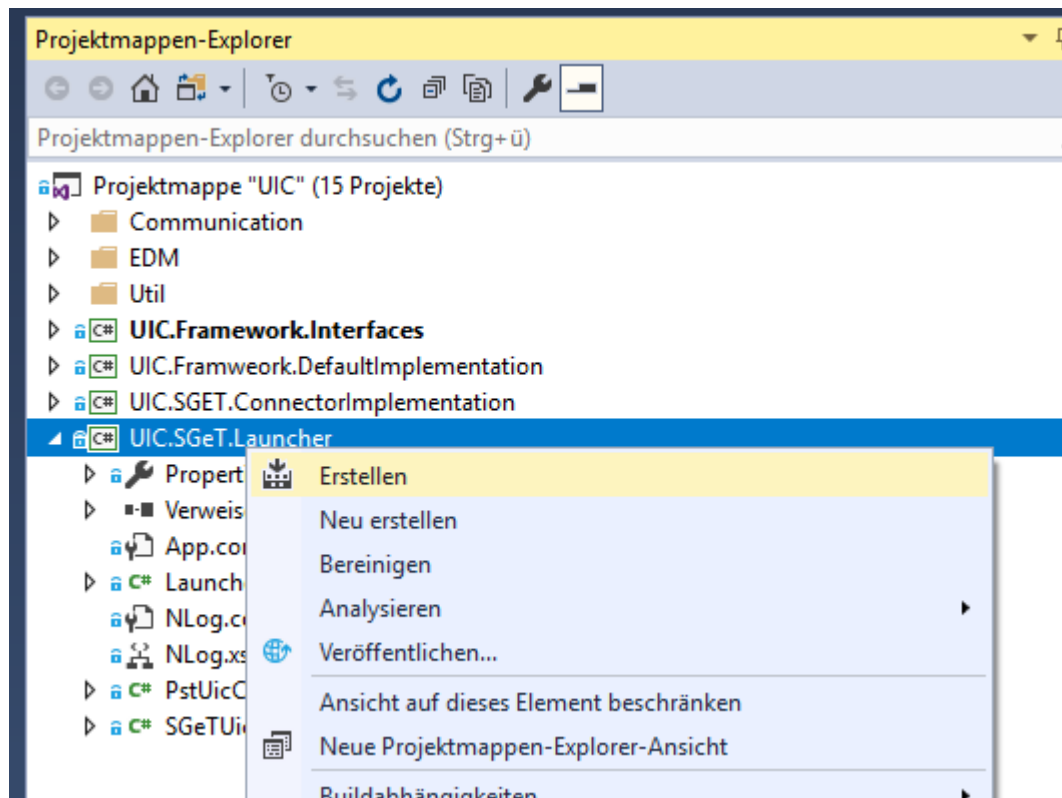 Projektmappen-Explorer
Projektmappen-Explorer durchsuchen (Strg+ü)
Projektmappe "UIC" (15 Projekte)
Communication
EDM
Util
C# UIC.Framework.Interfaces
C# UIC.Framweork.DefaultImplementation
C# UIC.SGET.ConnectorImplementation
C# UIC.SGeT.Launcher
Propert
Verweis
App.co
C# Launch
NLog.c
NLog.xs
C# PstUicC
C# SGeTUi
Erstellen
Neu erstellen
Bereinigen
Analysieren
Veröffentlichen...
Ansicht auf dieses Element beschränken
Neue Projektmappen-Explorer-Ansicht
Buildabhängigkeiten